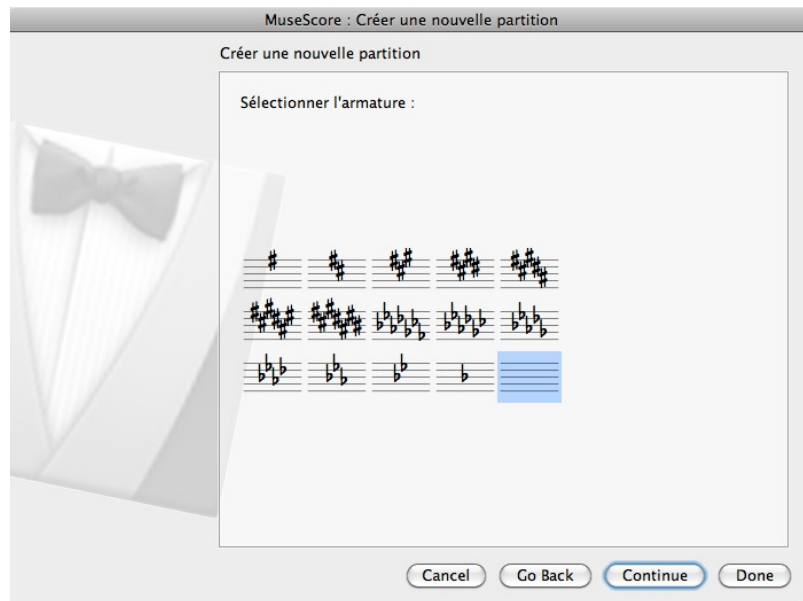 MuseScore : Créer une nouvelle partition
Créer une nouvelle partition
Sélectionner l'armature :
Cancel Go Back Continue Done